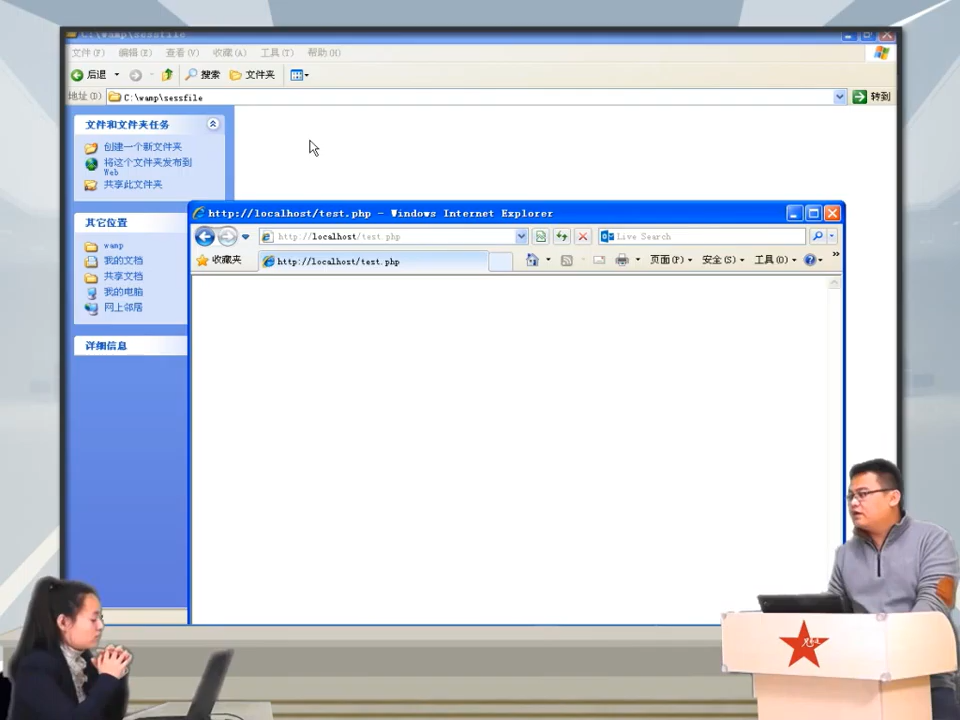 C:\wamp\sessfile
文件(F) 编辑(E) 查看(V) 收藏(A) 工具(T) 帮助(H)
后退 搜索 文件夹
地址(D) C:\wamp\sessfile 转到
文件和文件夹任务
创建一个新文件夹
将这个文件夹发布到
Web
共享此文件夹
其它位置
wamp
我的文档
共享文档
我的电脑
网上邻居
详细信息
http://localhost/test.php - Windows Internet Explorer
http://localhost/test.php Live Search
收藏夹 http://localhost/test.php 页面(P) 安全(S) 工具(O)